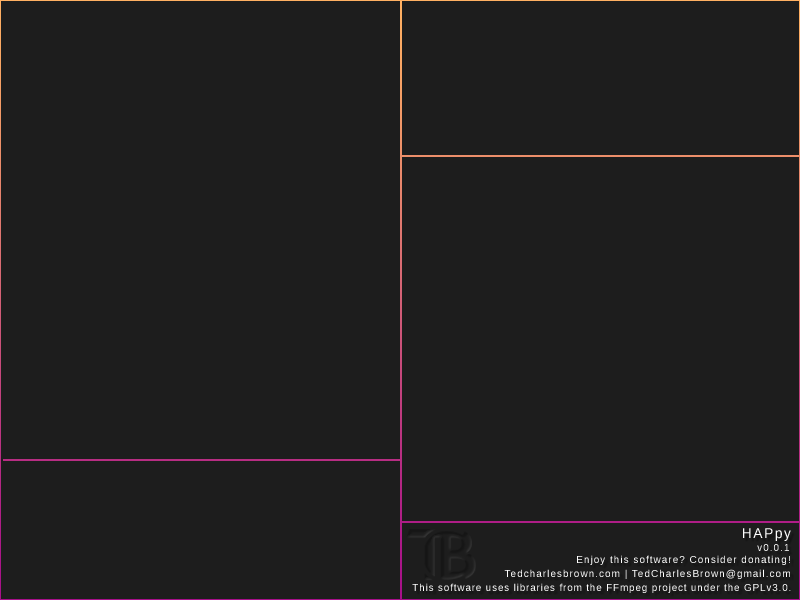 HAPpy
v0.0.1
Enjoy this software? Consider donating!
Tedcharlesbrown.com | TedCharlesBrown@gmail.com
This software uses libraries from the FFmpeg project under the GPLv3.0.
TB